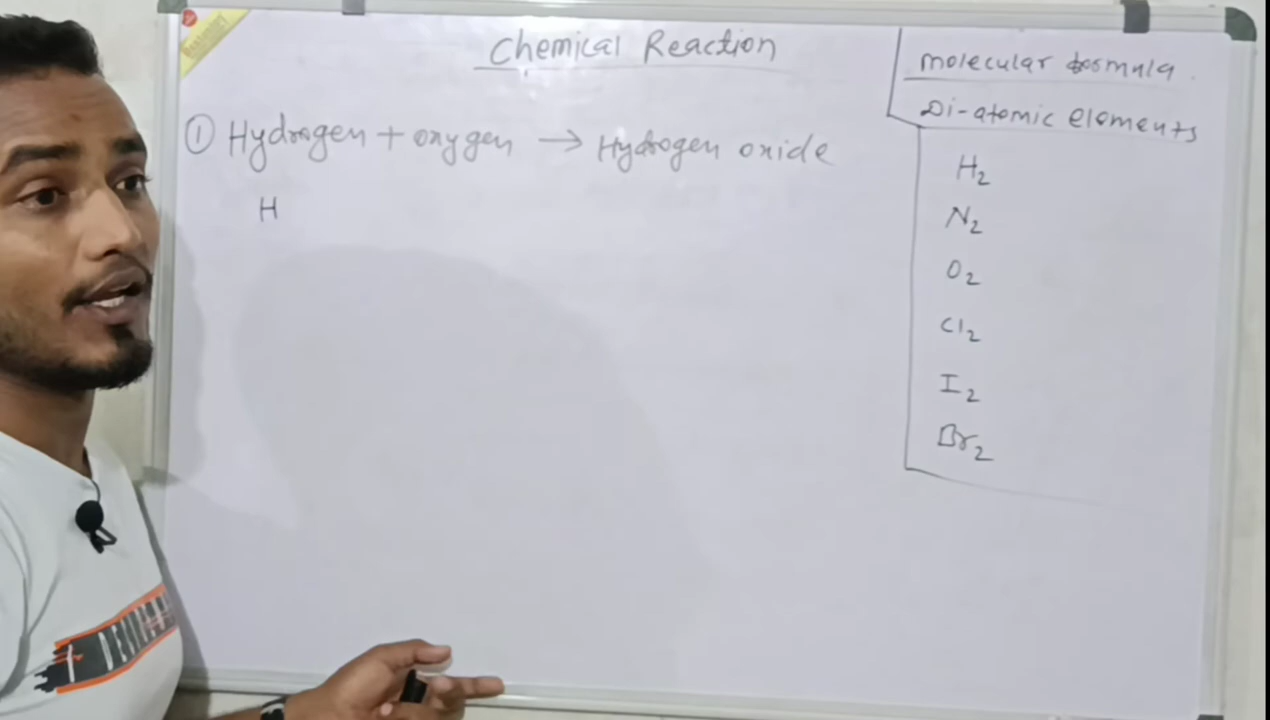 Chemical Reaction
① Hydrogen + oxygen → Hydrogen oxide
H
molecular formula
Di-atomic elements
H₂
N₂
O₂
Cl₂
I₂
Br₂